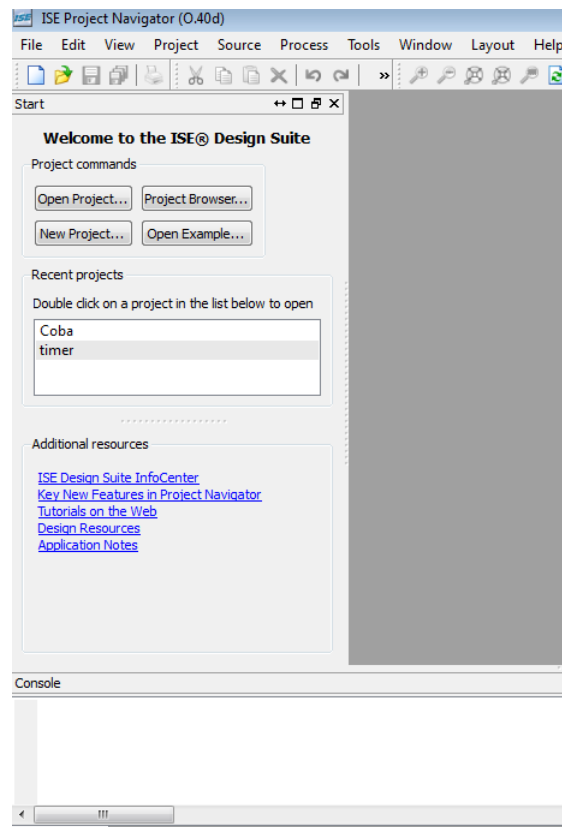 ISE Project Navigator (O.40d)
File Edit View Project Source Process Tools Window Layout Help
Start
Welcome to the ISE® Design Suite
Project commands
Open Project... Project Browser...
New Project... Open Example...
Recent projects
Double click on a project in the list below to open
Coba
timer
Additional resources
ISE Design Suite InfoCenter
Key New Features in Project Navigator
Tutorials on the Web
Design Resources
Application Notes
Console